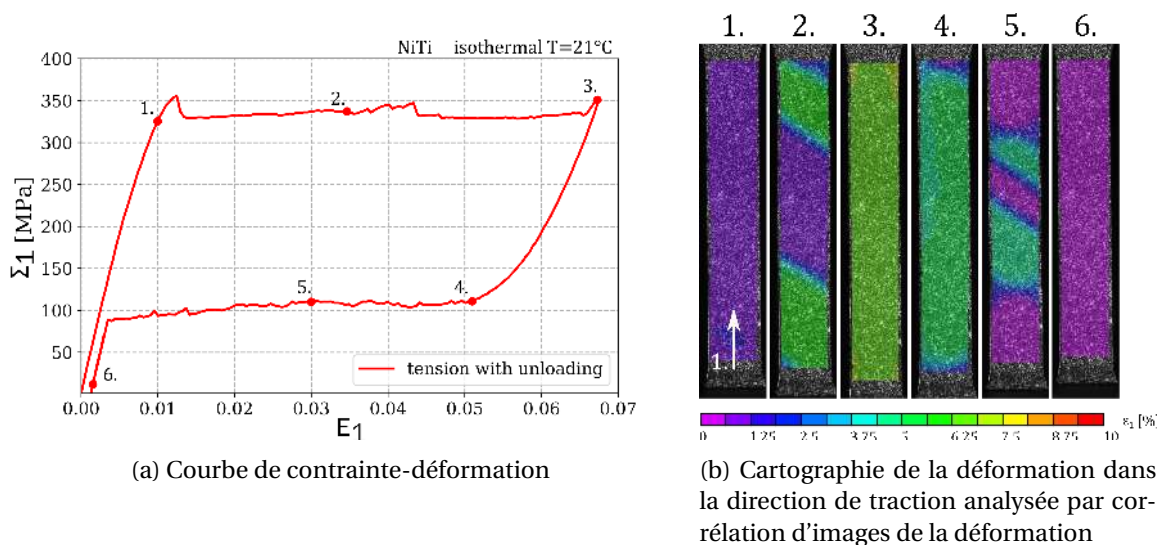 NiTi isothermal T=21°C
400
350
300
250
200
150
100
50
Σ1 [MPa]
1.
2.
3.
4.
5.
6.
tension with unloading
0.00 0.01 0.02 0.03 0.04 0.05 0.06 0.07
E1
(a) Courbe de contrainte-déformation
1. 2. 3. 4. 5. 6.
1.
0 1.25 2.5 3.75 5 6.25 7.5 8.75 10
ε1 [%]
(b) Cartographie de la déformation dans
la direction de traction analysée par cor-
rélation d'images de la déformation